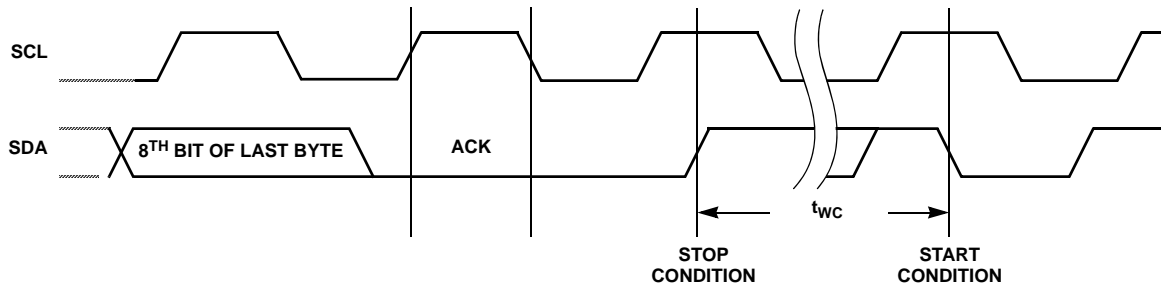 SCL
SDA
8TH BIT OF LAST BYTE
ACK
tWC
STOP
CONDITION
START
CONDITION